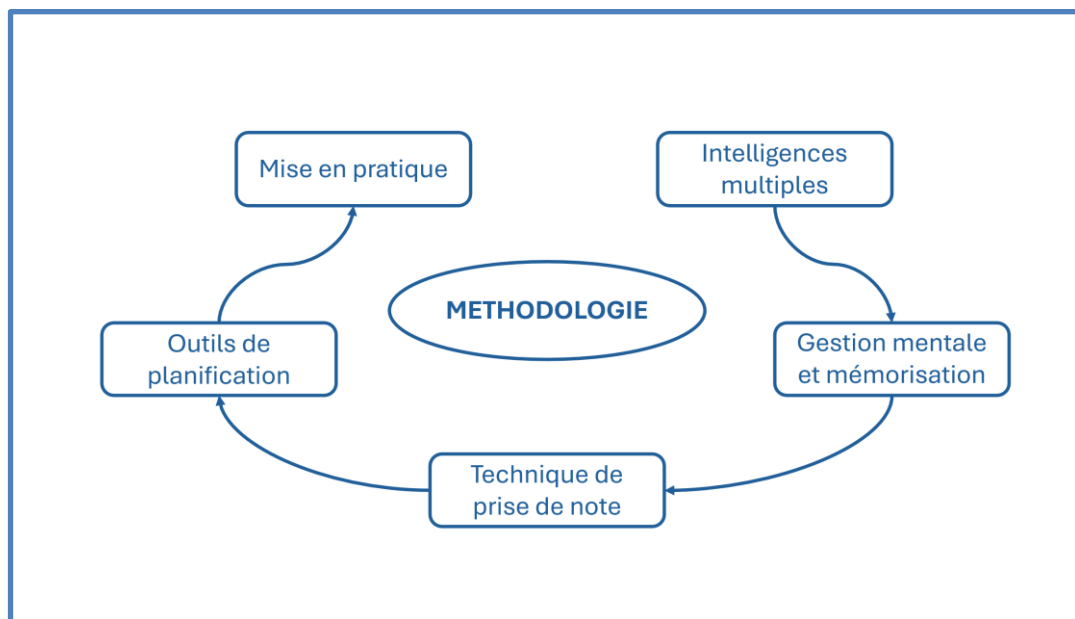 Mise en pratique
Intelligences
multiples
METHODOLOGIE
Outils de
planification
Gestion mentale
et mémorisation
Technique de
prise de note